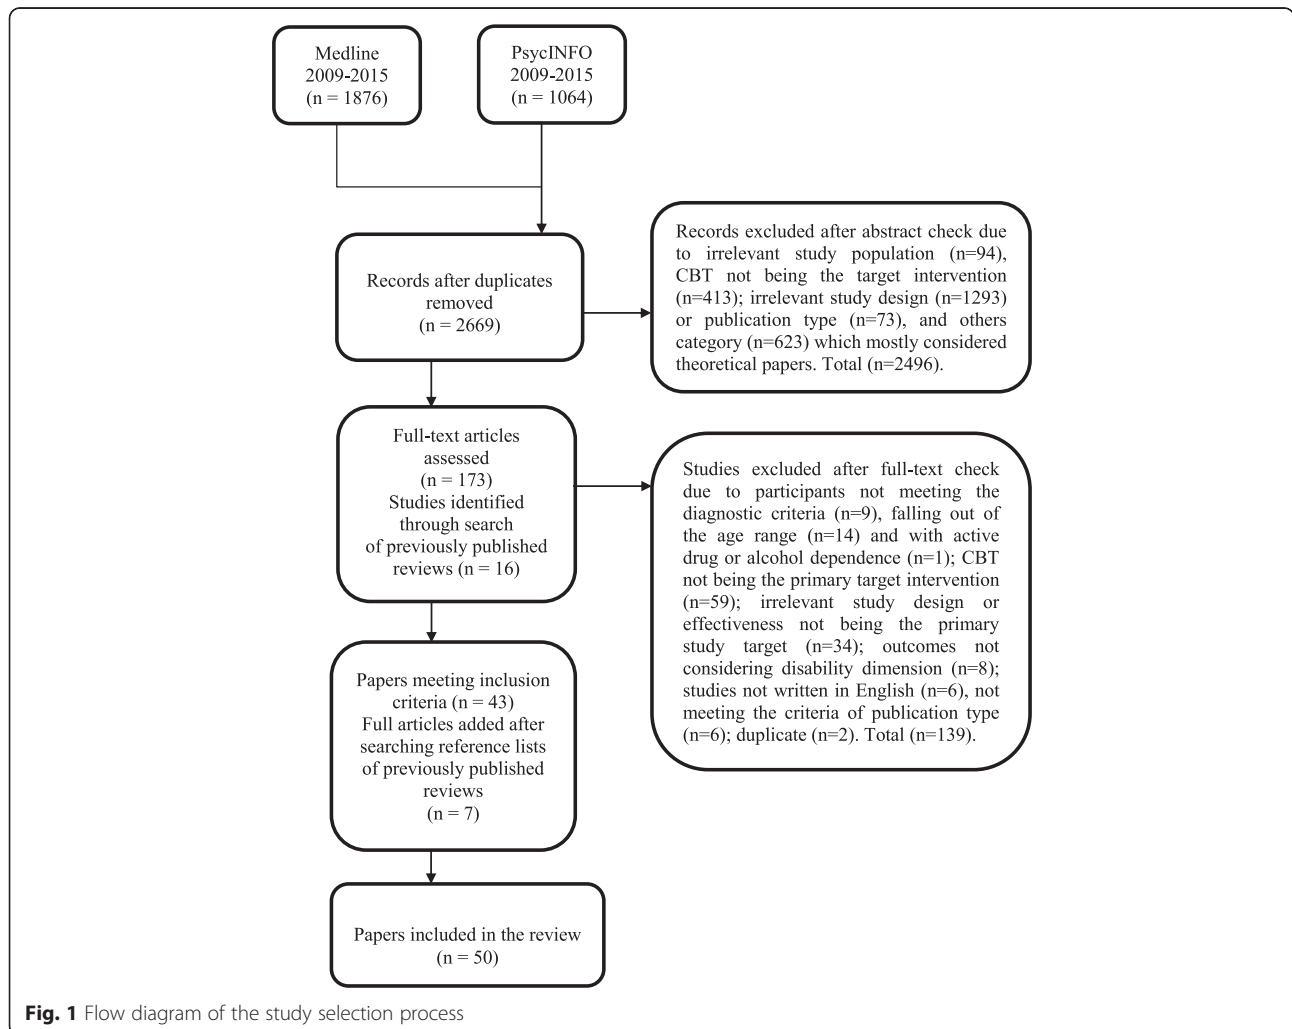 Medline
2009-2015
(n = 1876)
PsycINFO
2009-2015
(n = 1064)
Records after duplicates
removed
(n = 2669)
Records excluded after abstract check due
to irrelevant study population (n=94),
CBT not being the target intervention
(n=413); irrelevant study design (n=1293)
or publication type (n=73), and others
category (n=623) which mostly considered
theoretical papers. Total (n=2496).
Full-text articles
assessed
(n = 173)
Studies identified
through search
of previously published
reviews (n = 16)
Studies excluded after full-text check
due to participants not meeting the
diagnostic criteria (n=9), falling out of
the age range (n=14) and with active
drug or alcohol dependence (n=1); CBT
not being the primary target intervention
(n=59); irrelevant study design or
effectiveness not being the primary
study target (n=34); outcomes not
considering disability dimension (n=8);
studies not written in English (n=6), not
meeting the criteria of publication type
(n=6); duplicate (n=2). Total (n=139).
Papers meeting inclusion
criteria (n = 43)
Full articles added after
searching reference lists
of previously published
reviews
(n = 7)
Papers included in the review
(n = 50)
Fig. 1 Flow diagram of the study selection process